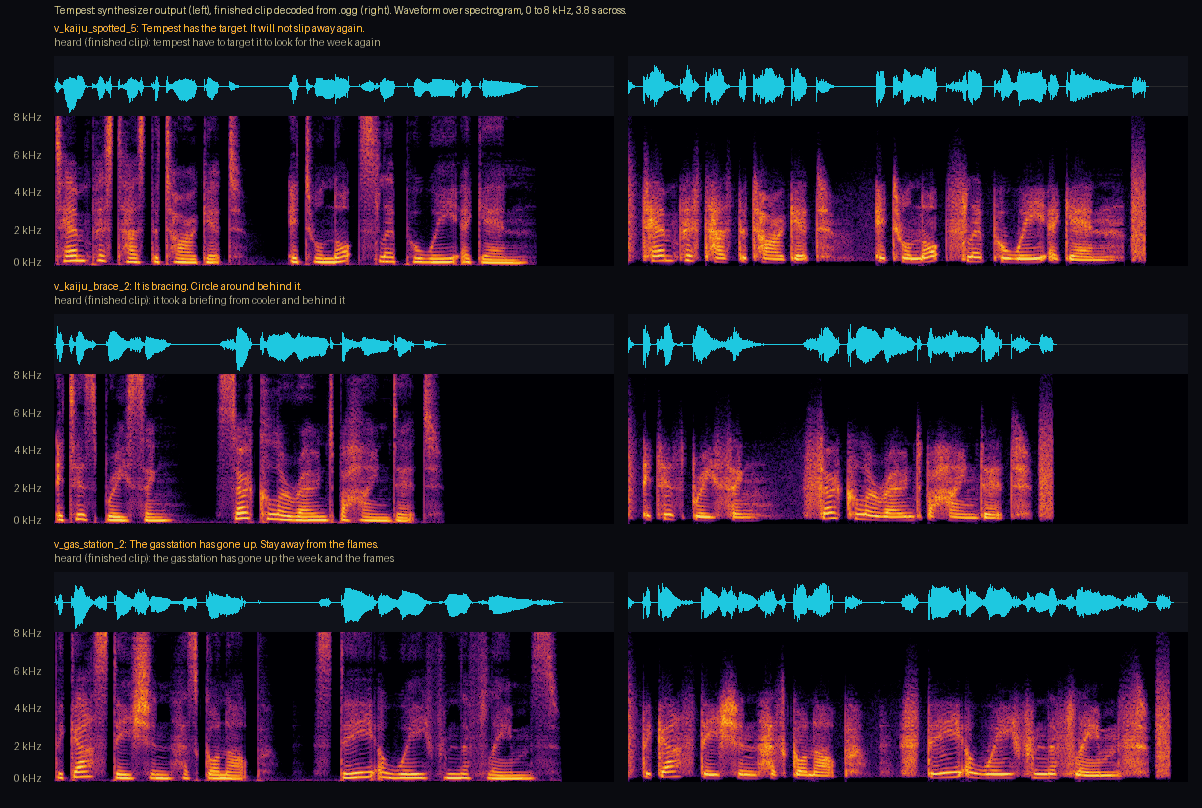 Tempest synthesizer output (left), finished clip decoded from .ogg (right). Waveform over spectrogram, 0 to 8 kHz, 3.8 s across.
v_kaiju_spotted_5: Tempest has the target. It will not slip away again.
heard (finished clip): tempest have to target it to look for the week again
8 kHz
6 kHz
4 kHz
2 kHz
0 kHz
v_kaiju_brace_2: It is bracing. Circle around behind it.
heard (finished clip): it took a briefing from cooler and behind it
8 kHz
6 kHz
4 kHz
2 kHz
0 kHz
v_gas_station_2: The gas station has gone up. Stay away from the flames.
heard (finished clip): the gas station has gone up the week and the frames
8 kHz
6 kHz
4 kHz
2 kHz
0 kHz